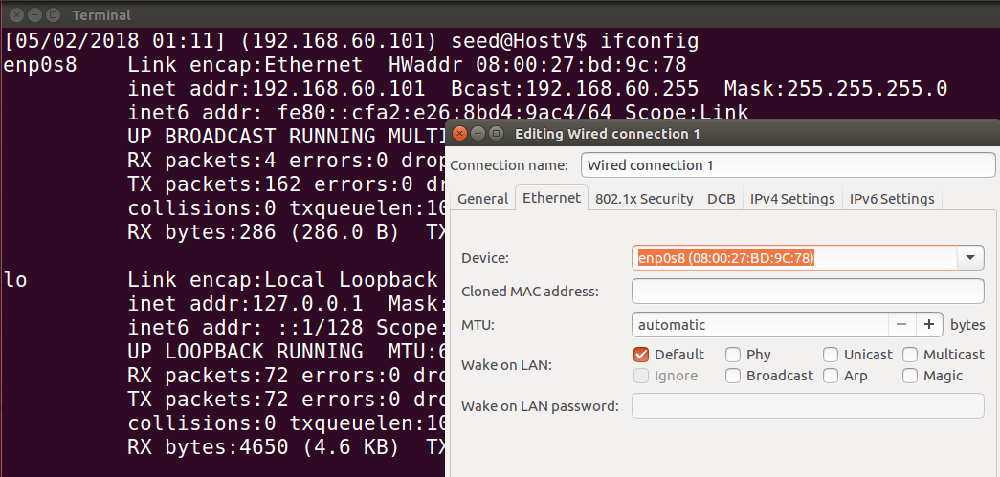 Terminal
[05/02/2018 01:11] (192.168.60.101) seed@HostV$ ifconfig
enp0s8 Link encap:Ethernet HWaddr 08:00:27:bd:9c:78
inet addr:192.168.60.101 Bcast:192.168.60.255 Mask:255.255.255.0
inet6 addr: fe80::cfa2:e26:8bd4:9ac4/64 Scope:Link
UP BROADCAST RUNNING MULTI
RX packets:4 errors:0 drop
TX packets:162 errors:0 dr
collisions:0 txqueuelen:10
RX bytes:286 (286.0 B) TX
lo Link encap:Local Loopback
inet addr:127.0.0.1 Mask:
inet6 addr: ::1/128 Scope:
UP LOOPBACK RUNNING MTU:6
RX packets:72 errors:0 dro
TX packets:72 errors:0 dro
collisions:0 txqueuelen:10
RX bytes:4650 (4.6 KB) TX
Editing Wired connection 1
Connection name: Wired connection 1
General Ethernet 802.1x Security DCB IPv4 Settings IPv6 Settings
Device: enp0s8 (08:00:27:BD:9C:78)
Cloned MAC address:
MTU: automatic − + bytes
Wake on LAN: Default Phy Unicast Multicast
Ignore Broadcast Arp Magic
Wake on LAN password: